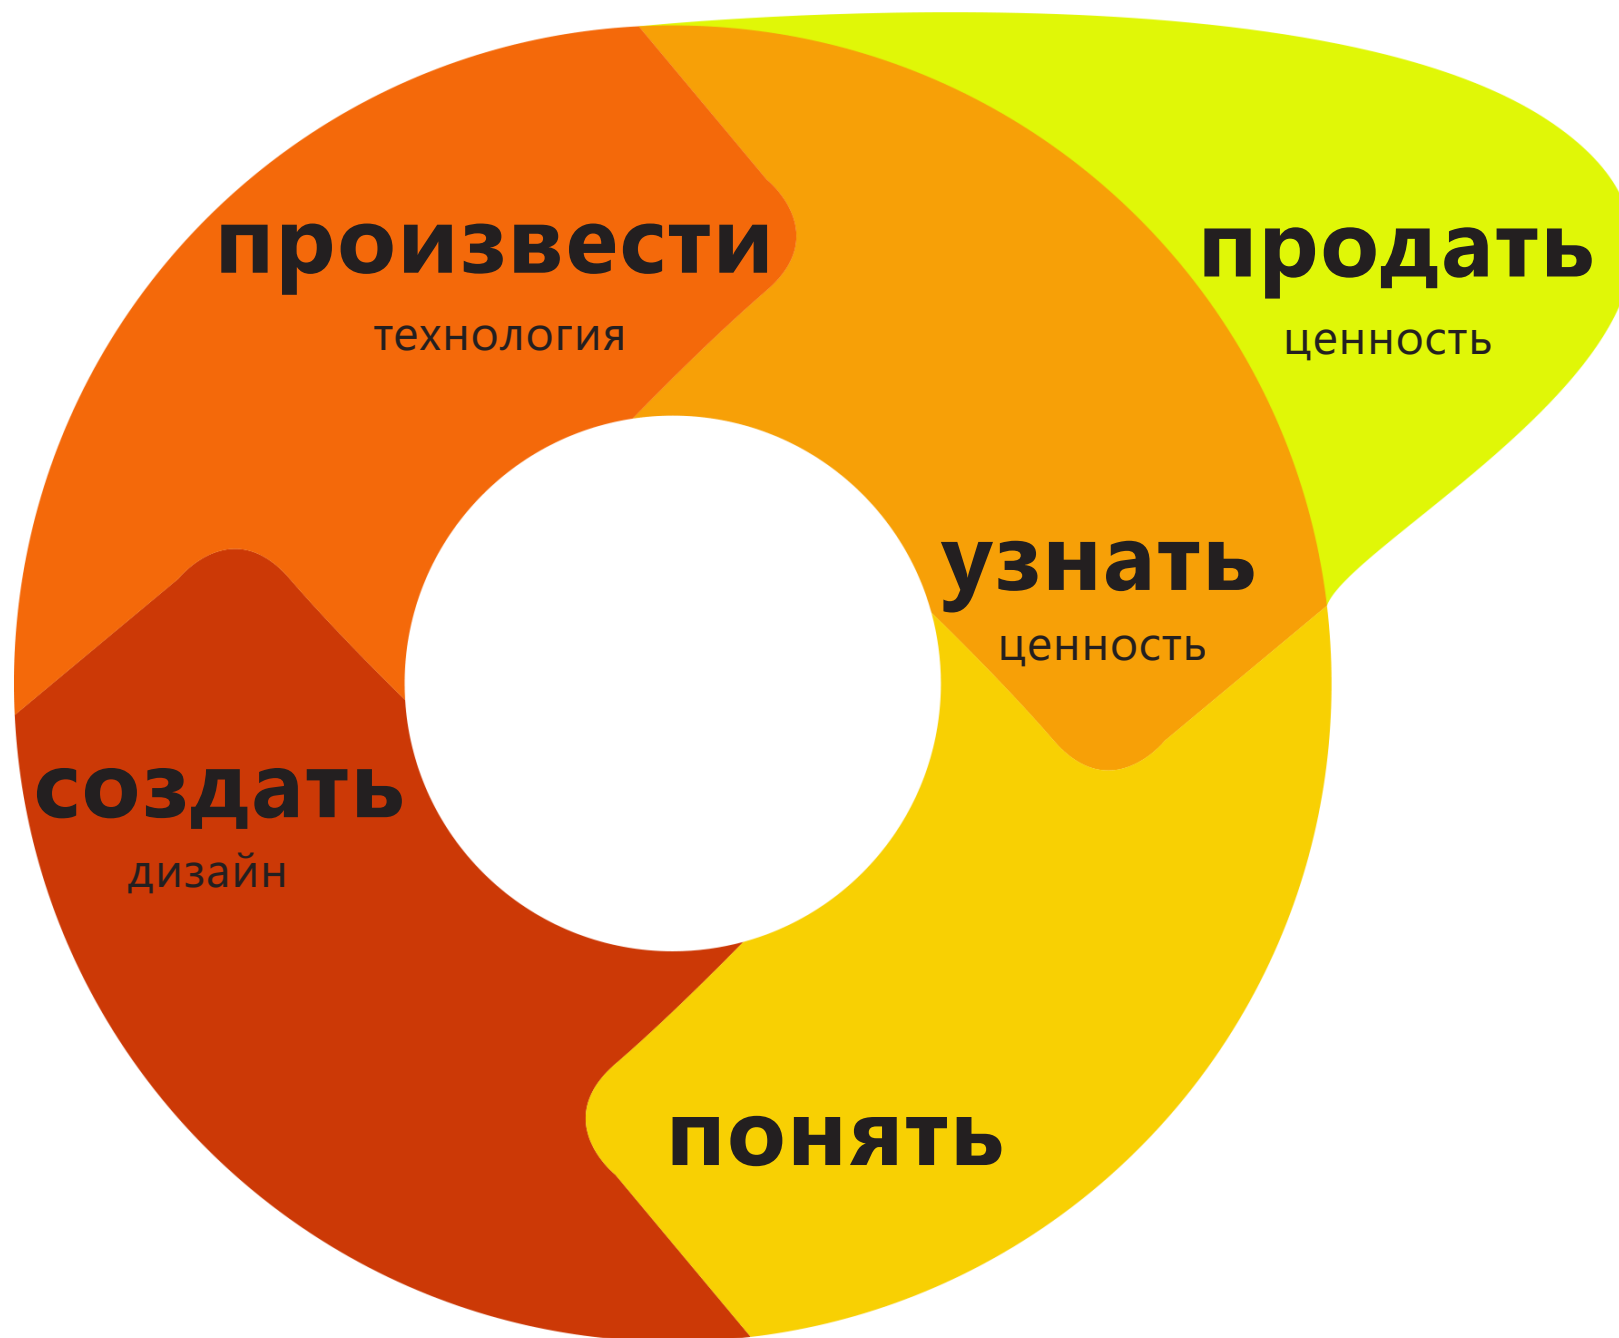 произвести
технология
продать
ценность
узнать
ценность
создать
дизайн
понять